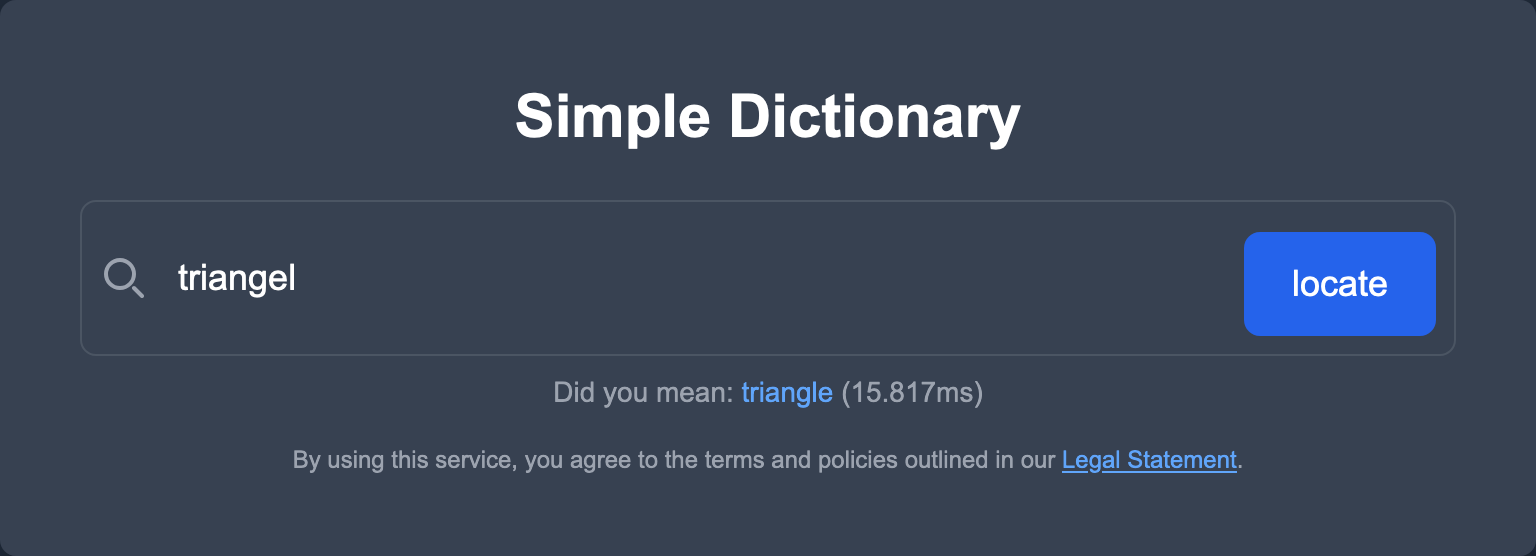 Simple Dictionary
triangel
locate
Did you mean: triangle (15.817ms)
By using this service, you agree to the terms and policies outlined in our Legal Statement.